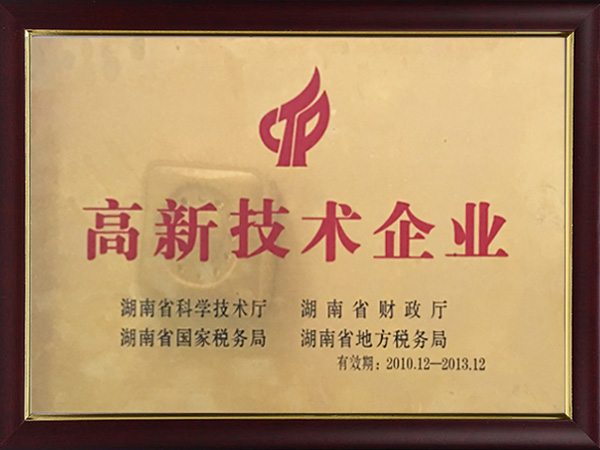 CTP
高新技术企业
湖南省科学技术厅 湖南省财政厅
湖南省国家税务局 湖南省地方税务局
有效期：2010.12—2013.12